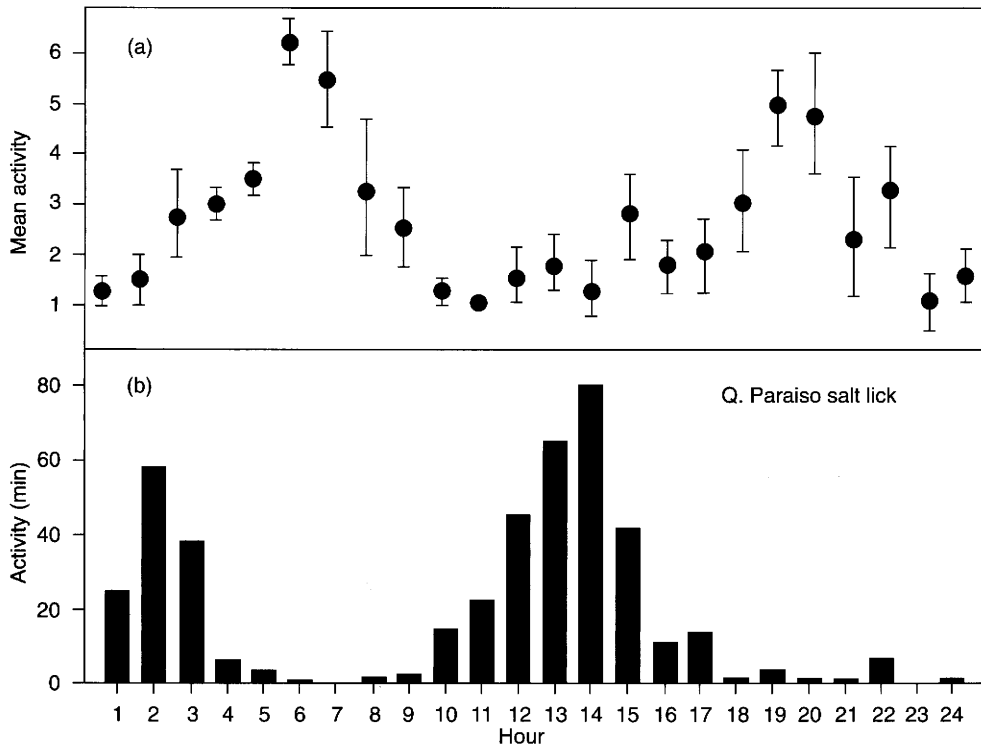 (a)
Mean activity
6
5
4
3
2
1
(b)
Q. Paraiso salt lick
Activity (min)
80
60
40
20
0
1 2 3 4 5 6 7 8 9 10 11 12 13 14 15 16 17 18 19 20 21 22 23 24
Hour